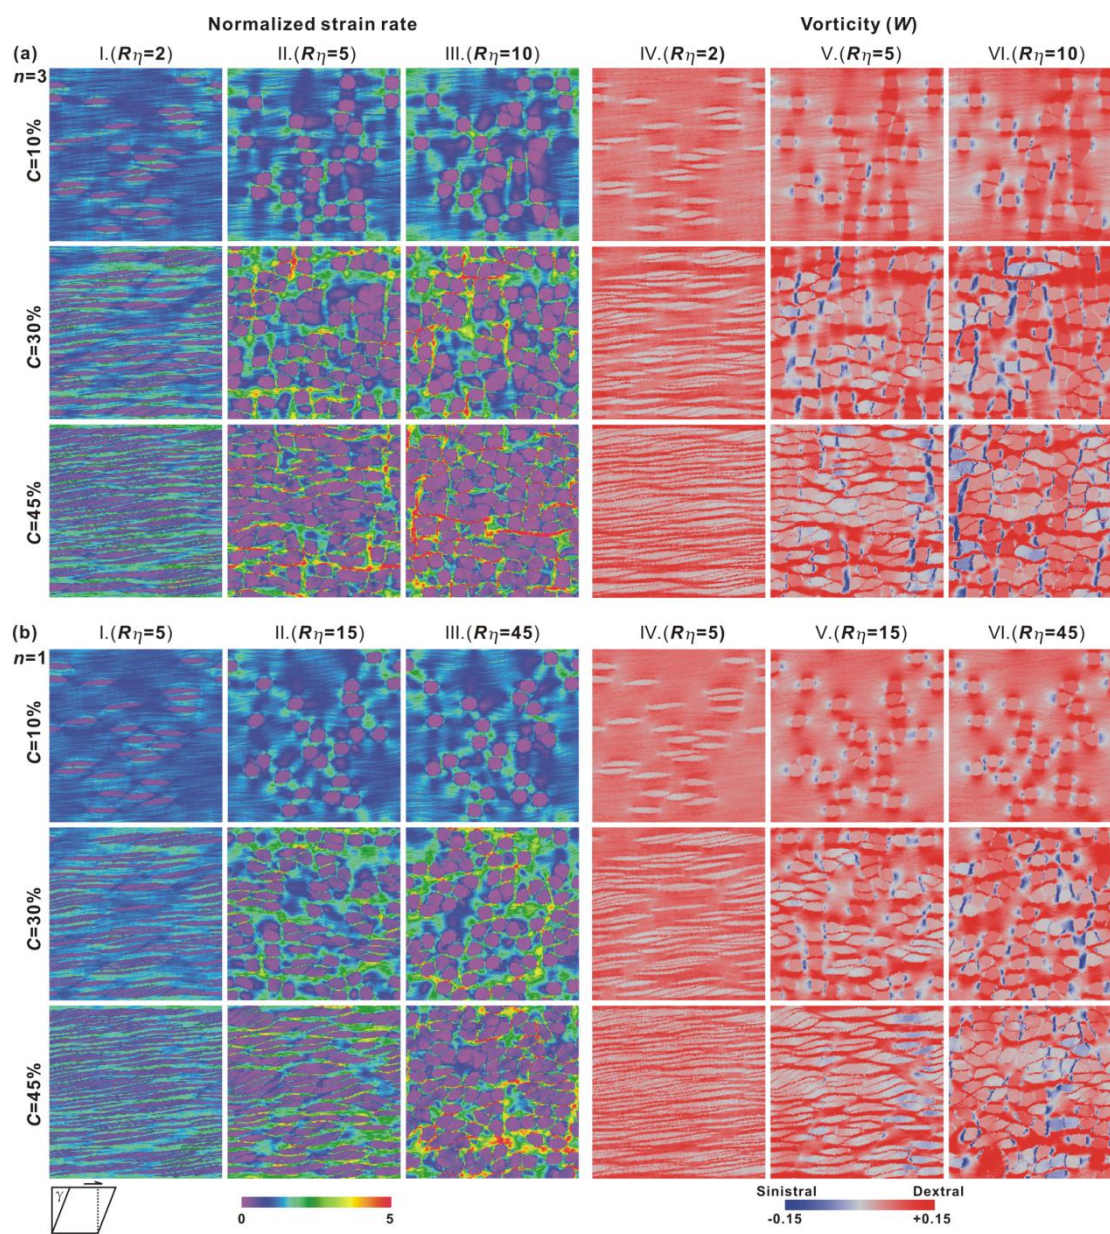 Normalized strain rate Vorticity (W)
(a) I.(Rη=2) II.(Rη=5) III.(Rη=10) IV.(Rη=2) V.(Rη=5) VI.(Rη=10)
n=3
C=10%
C=30%
C=45%
(b) I.(Rη=5) II.(Rη=15) III.(Rη=45) IV.(Rη=5) V.(Rη=15) VI.(Rη=45)
n=1
C=10%
C=30%
C=45%
γ
0 5
Sinistral Dextral
-0.15 +0.15